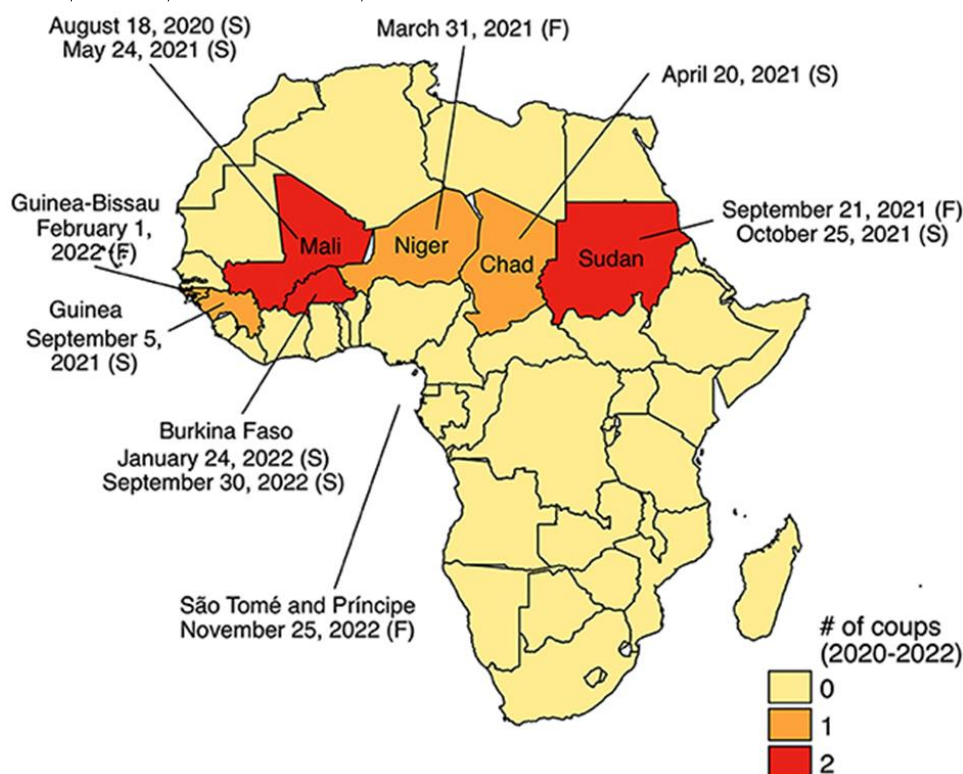 August 18, 2020 (S)
May 24, 2021 (S)
March 31, 2021 (F)
April 20, 2021 (S)
Guinea-Bissau
February 1,
2022 (F)
September 21, 2021 (F)
October 25, 2021 (S)
Mali
Niger
Chad
Sudan
Guinea
September 5,
2021 (S)
Burkina Faso
January 24, 2022 (S)
September 30, 2022 (S)
São Tomé and Príncipe
November 25, 2022 (F)
# of coups
(2020-2022)
0
1
2